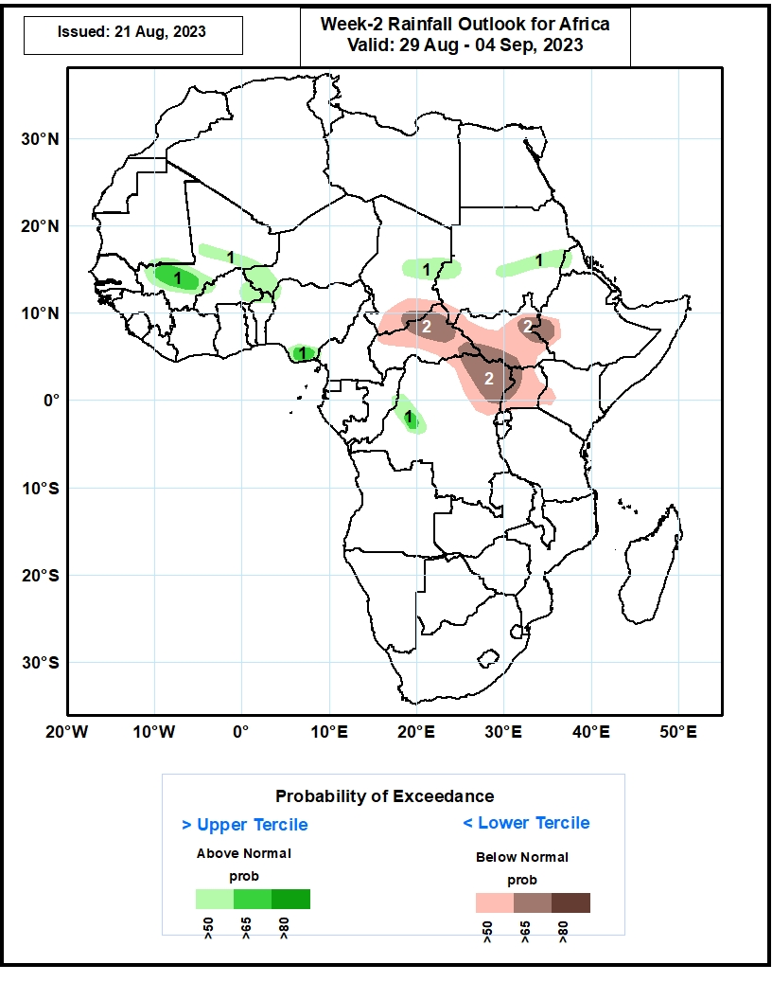 Issued: 21 Aug, 2023
Week-2 Rainfall Outlook for Africa
Valid: 29 Aug - 04 Sep, 2023
30°N
20°N
10°N
0°
10°S
20°S
30°S
1
1
1
1
1
1
2
2
2
20°W
10°W
0°
10°E
20°E
30°E
40°E
50°E
Probability of Exceedance
> Upper Tercile
< Lower Tercile
Above Normal
Below Normal
prob
prob
>50
>65
>80
>50
>65
>80